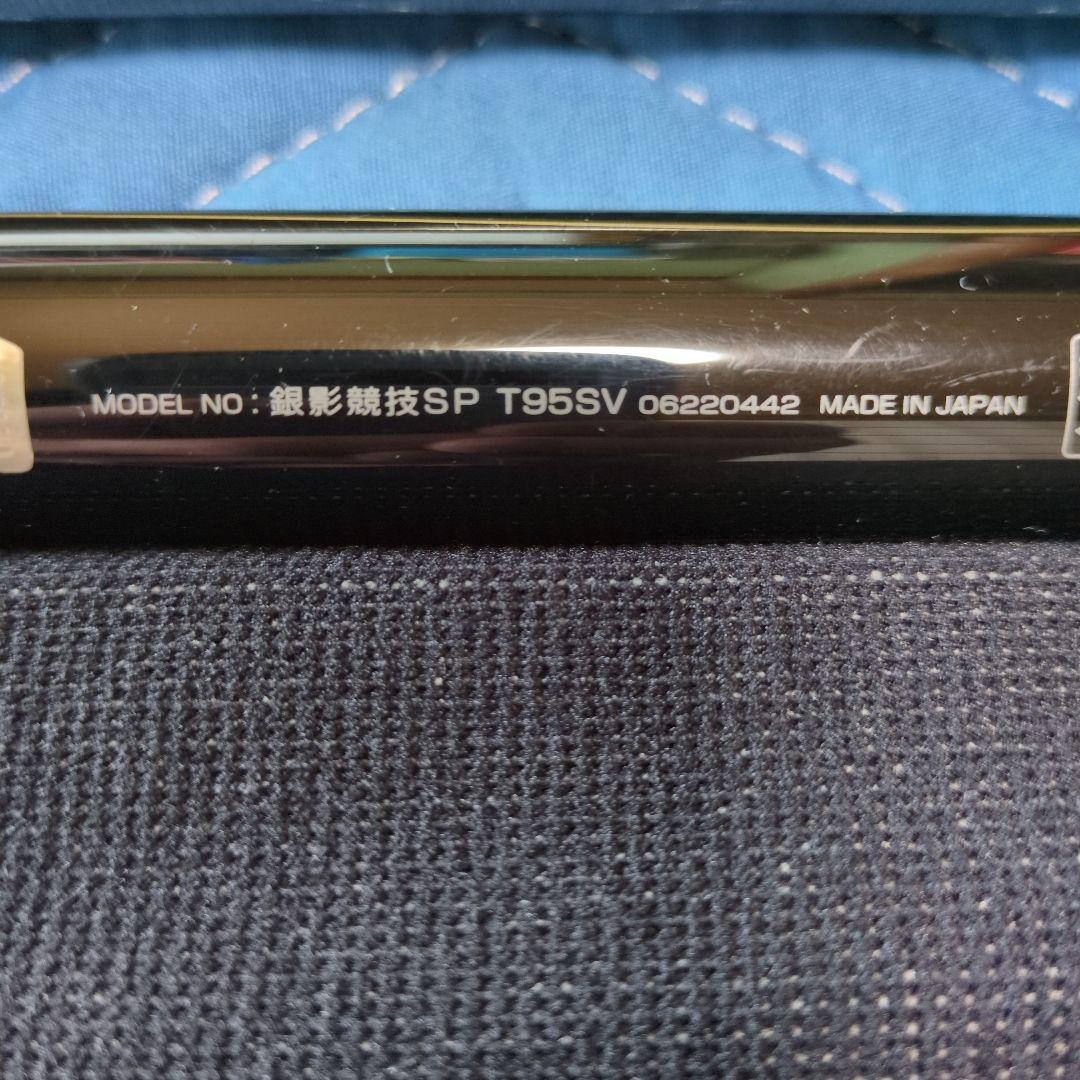 MODEL NO : 銀影競技SP T95SV 06220442 MADE IN JAPAN